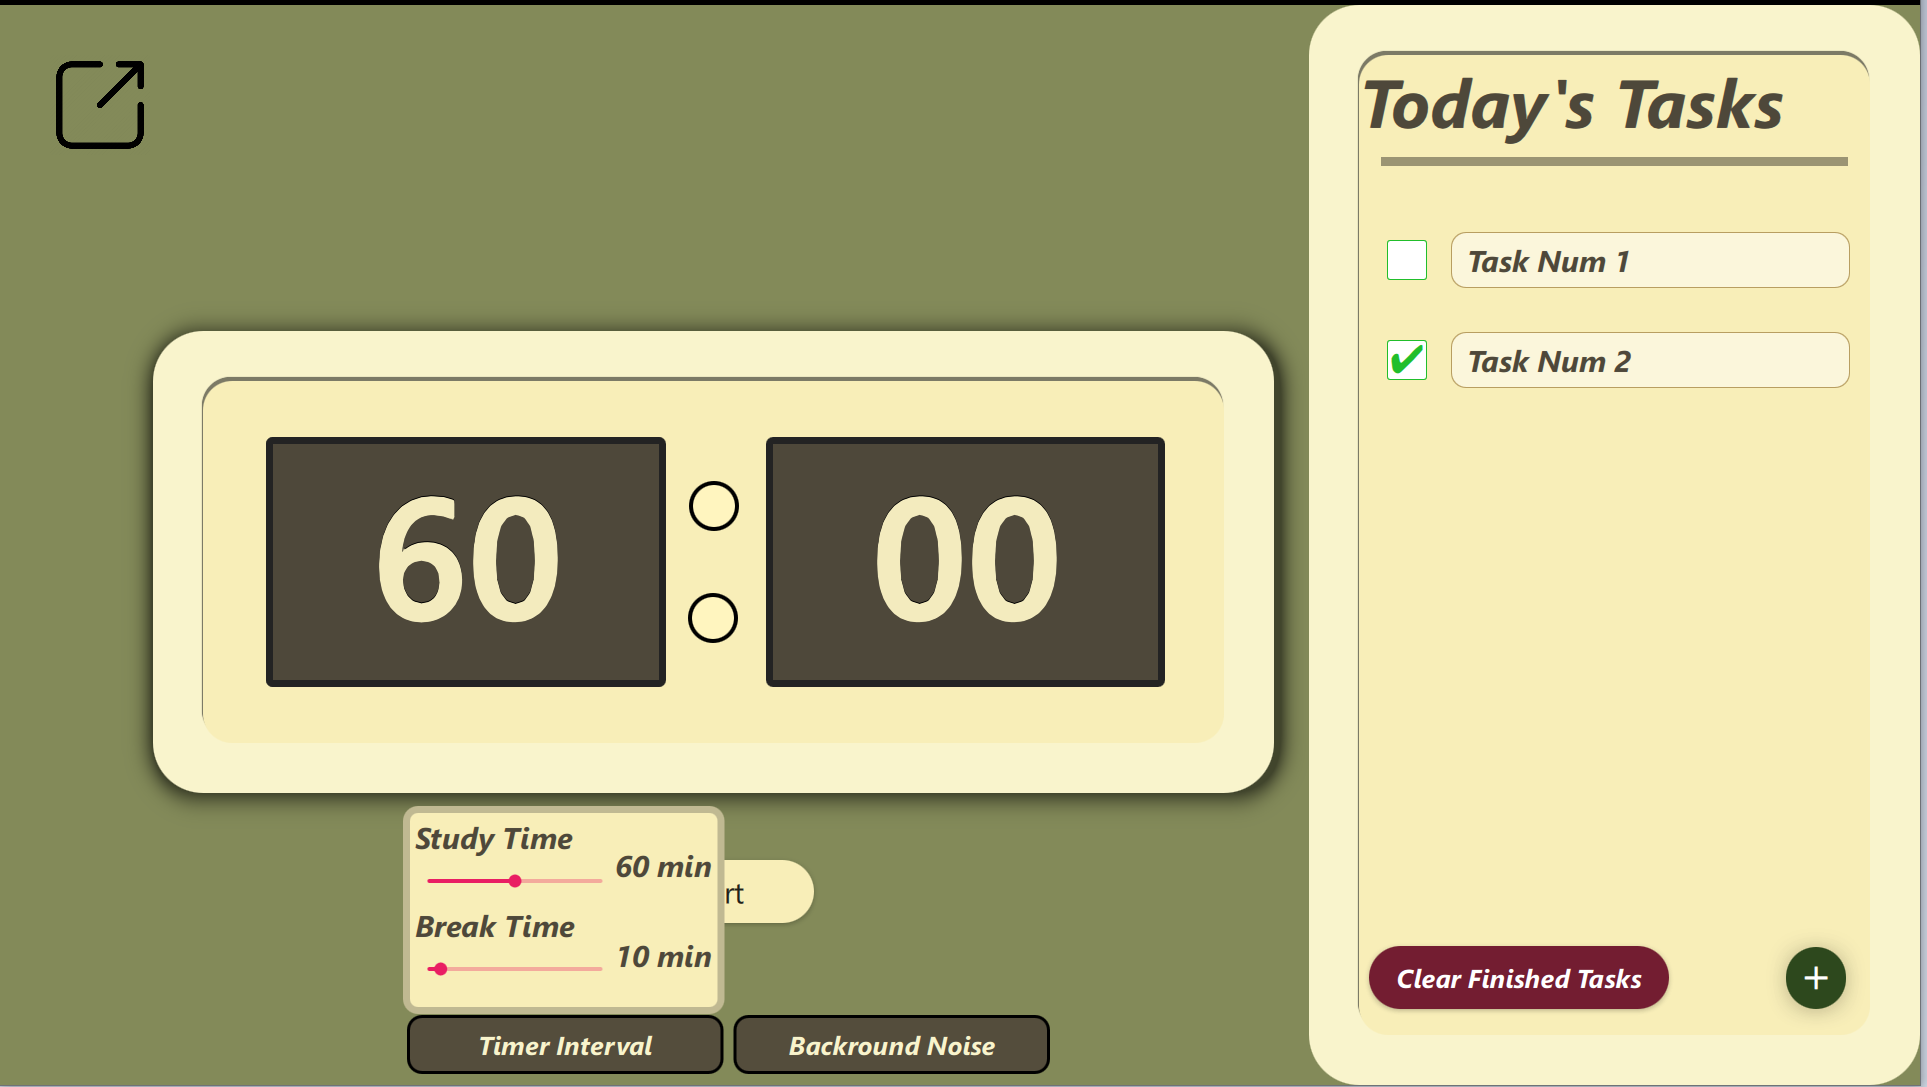 Today's Tasks
Task Num 1
Task Num 2
60 00
Study Time
60 min
rt
Break Time
10 min
Clear Finished Tasks
+
Timer Interval
Backround Noise